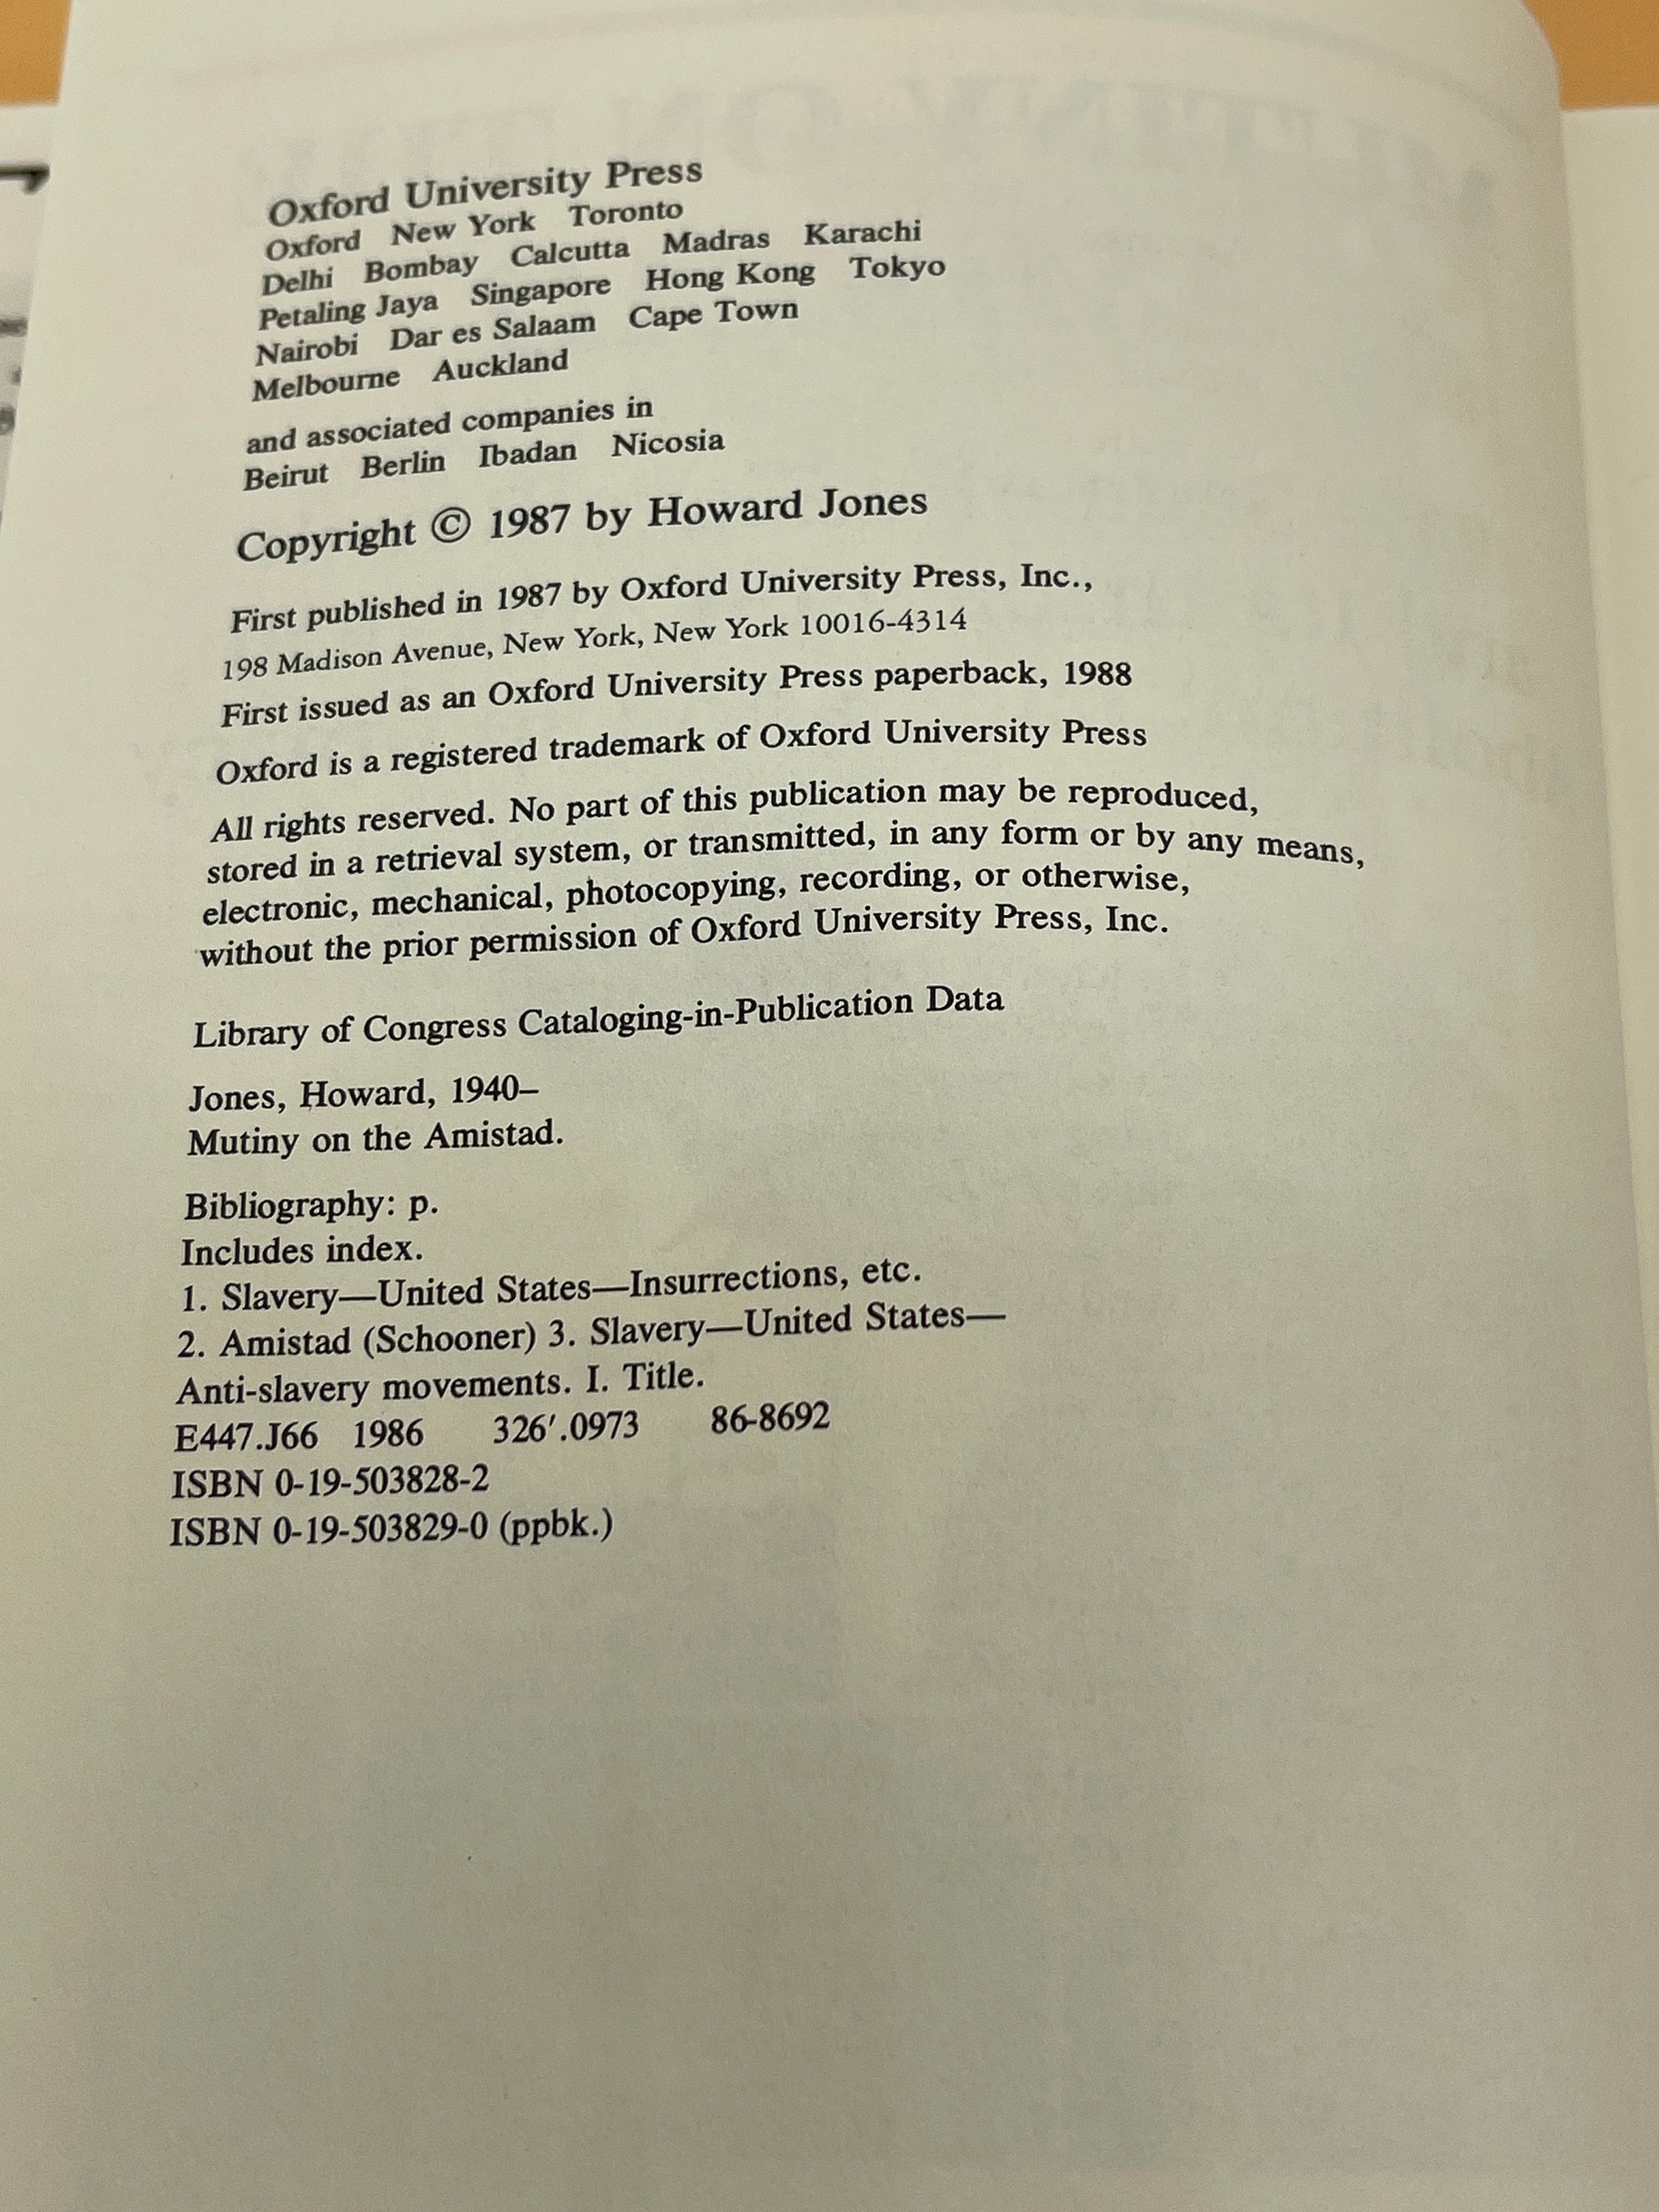 Oxford University Press
Oxford New York Toronto
Delhi Bombay Calcutta Madras Karachi
Petaling Jaya Singapore Hong Kong Tokyo
Nairobi Dar es Salaam Cape Town
Melbourne Auckland
and associated companies in
Beirut Berlin Ibadan Nicosia
Copyright © 1987 by Howard Jones
First published in 1987 by Oxford University Press, Inc.,
198 Madison Avenue, New York, New York 10016-4314
First issued as an Oxford University Press paperback, 1988
Oxford is a registered trademark of Oxford University Press
All rights reserved. No part of this publication may be reproduced,
stored in a retrieval system, or transmitted, in any form or by any means,
electronic, mechanical, photocopying, recording, or otherwise,
without the prior permission of Oxford University Press, Inc.
Library of Congress Cataloging-in-Publication Data
Jones, Howard, 1940–
Mutiny on the Amistad.
Bibliography: p.
Includes index.
1. Slavery—United States—Insurrections, etc.
2. Amistad (Schooner) 3. Slavery—United States—
Anti-slavery movements. I. Title.
E447.J66 1986 326′.0973 86-8692
ISBN 0-19-503828-2
ISBN 0-19-503829-0 (ppbk.)